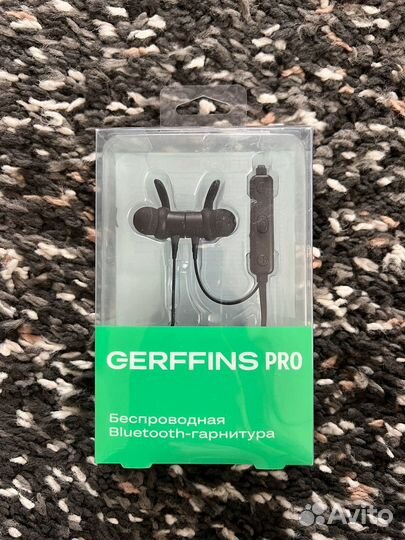 GERFFINS PRO
Беспроводная
Bluetooth-гарнитура
Avito